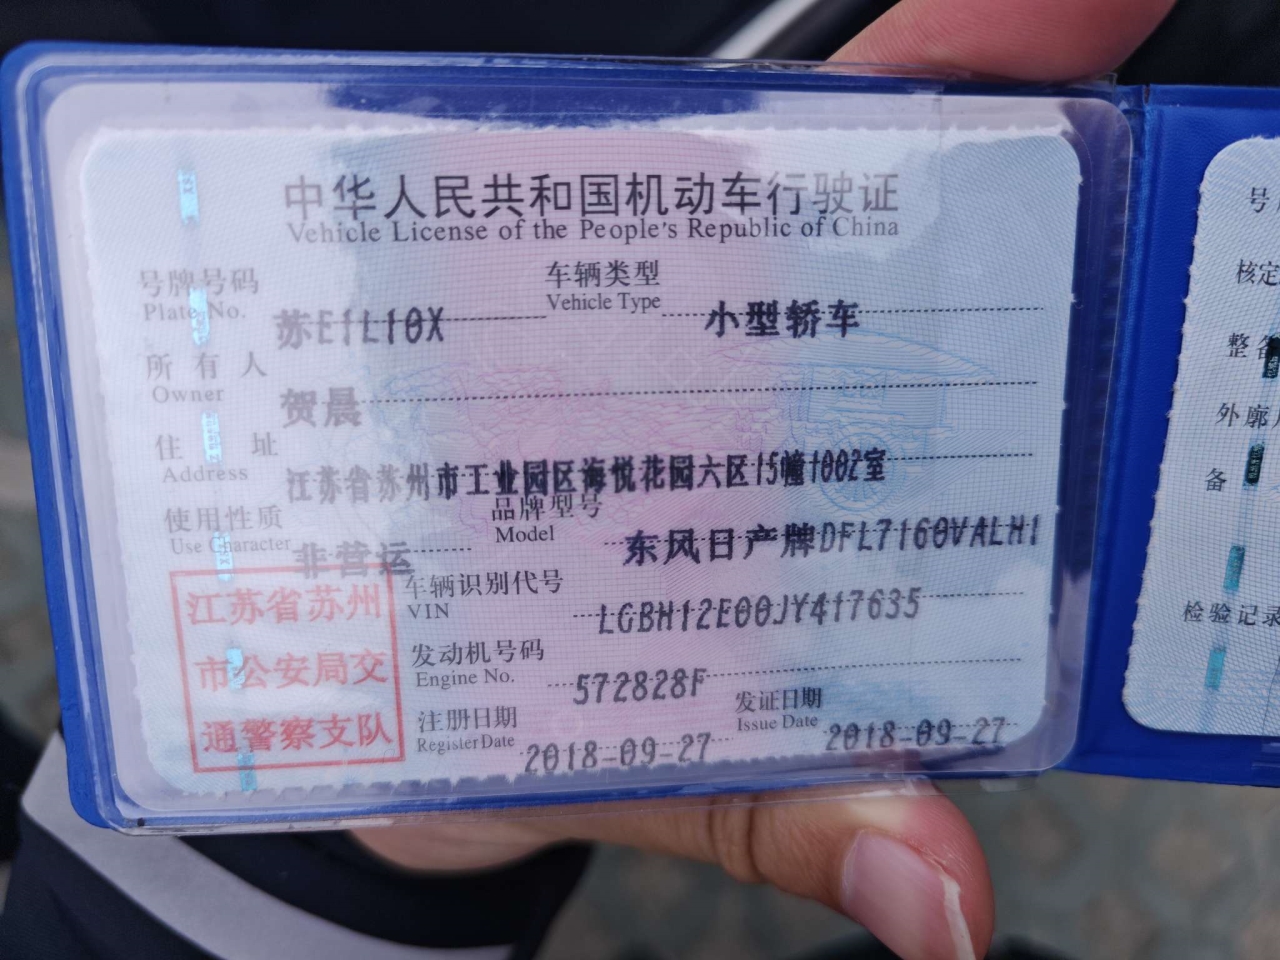 中华人民共和国机动车行驶证
Vehicle License of the People's Republic of China
号牌号码 苏E1L10X 车辆类型 小型轿车
Plate No. Vehicle Type
所有人 贺晨
Owner
住址 江苏省苏州市工业园区海悦花园六区15幢1002室
Address
使用性质 非营运 品牌型号 东风日产牌DFL7160VALH1
Use Character Model
车辆识别代号 LGBH12E00JY417635
VIN
发动机号码 572828F
Engine No.
注册日期 2018-09-27 发证日期 2018-09-27
Register Date Issue Date
江苏省苏州
市公安局交
通警察支队
号
核定
整备
外廓
备
检验记录